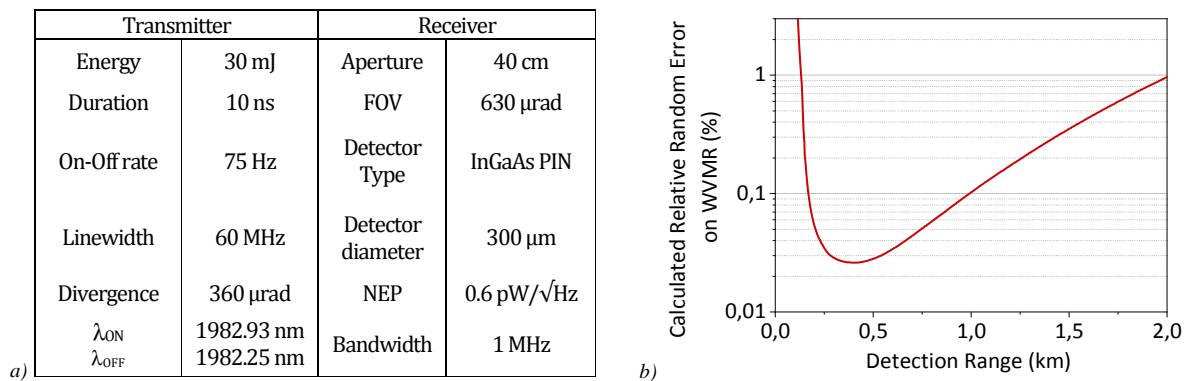 Transmitter Receiver
Energy 30 mJ Aperture 40 cm
Duration 10 ns FOV 630 μrad
On-Off rate 75 Hz Detector Type InGaAs PIN
Linewidth 60 MHz Detector diameter 300 μm
Divergence 360 μrad NEP 0.6 pW/√Hz
λON 1982.93 nm
λOFF 1982.25 nm
Bandwidth 1 MHz
a)
Calculated Relative Random Error
on WVMR (%)
1
0,1
0,01
0,0 0,5 1,0 1,5 2,0
Detection Range (km)
b)